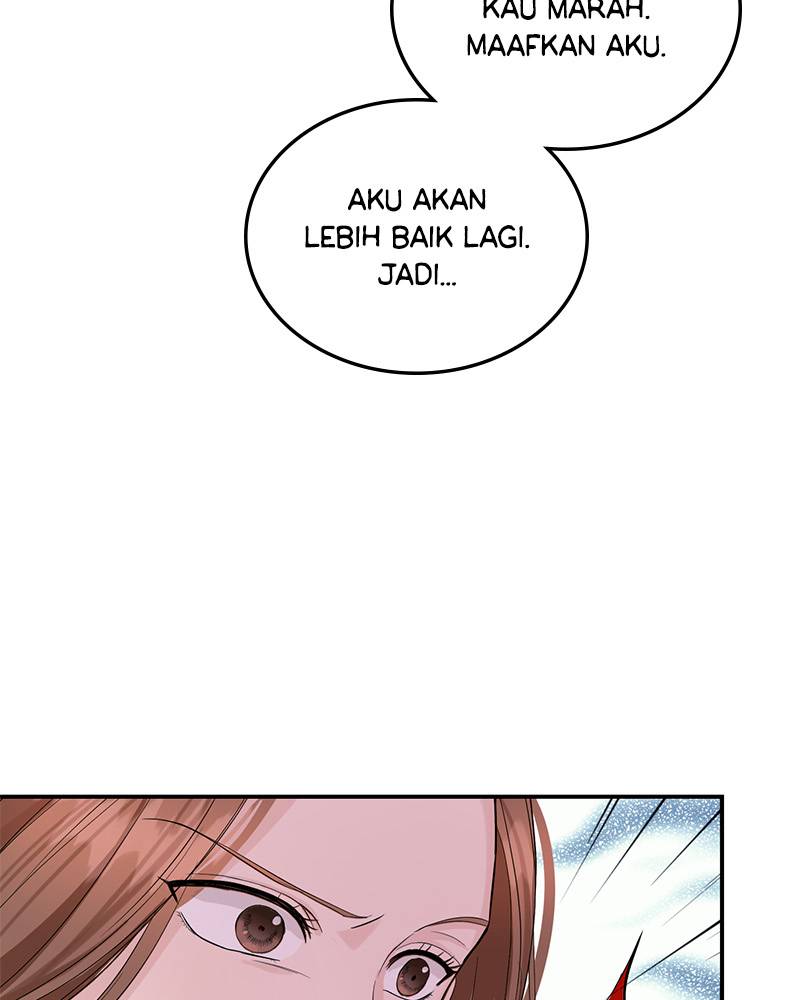 KAU MARAH.
MAAFKAN AKU.
AKU AKAN
LEBIH BAIK LAGI.
JADI...